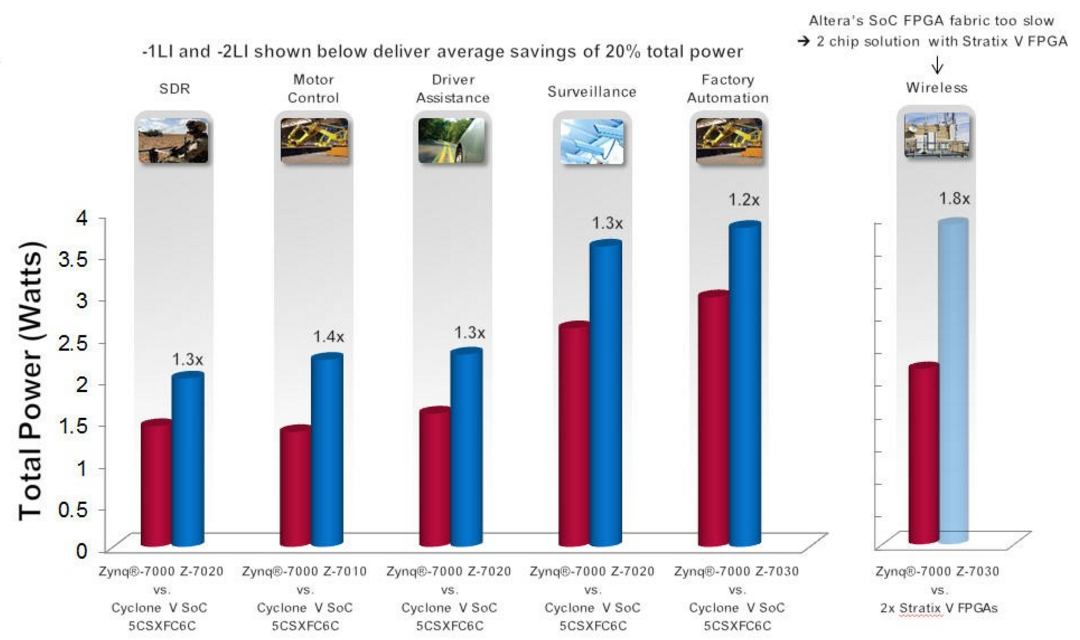 Altera's SoC FPGA fabric too slow
➔ 2 chip solution with Stratix V FPGA
-1LI and -2LI shown below deliver average savings of 20% total power
SDR
Motor
Control
Driver
Assistance
Surveillance
Factory
Automation
Wireless
Total Power (Watts)
4
3.5
3
2.5
2
1.5
1
0.5
0
1.3x
1.4x
1.3x
1.3x
1.2x
1.8x
Zynq®-7000 Z-7020
vs.
Cyclone V SoC
5CSXFC6C
Zynq®-7000 Z-7010
vs.
Cyclone V SoC
5CSXFC6C
Zynq®-7000 Z-7020
vs.
Cyclone V SoC
5CSXFC6C
Zynq®-7000 Z-7020
vs.
Cyclone V SoC
5CSXFC6C
Zynq®-7000 Z-7030
vs.
Cyclone V SoC
5CSXFC6C
Zynq®-7000 Z-7030
vs.
2x Stratix V FPGAs